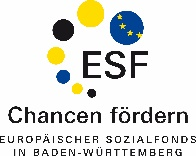 ESF
Chancen fördern
EUROPÄISCHER SOZIALFONDS
IN BADEN-WÜRTTEMBERG